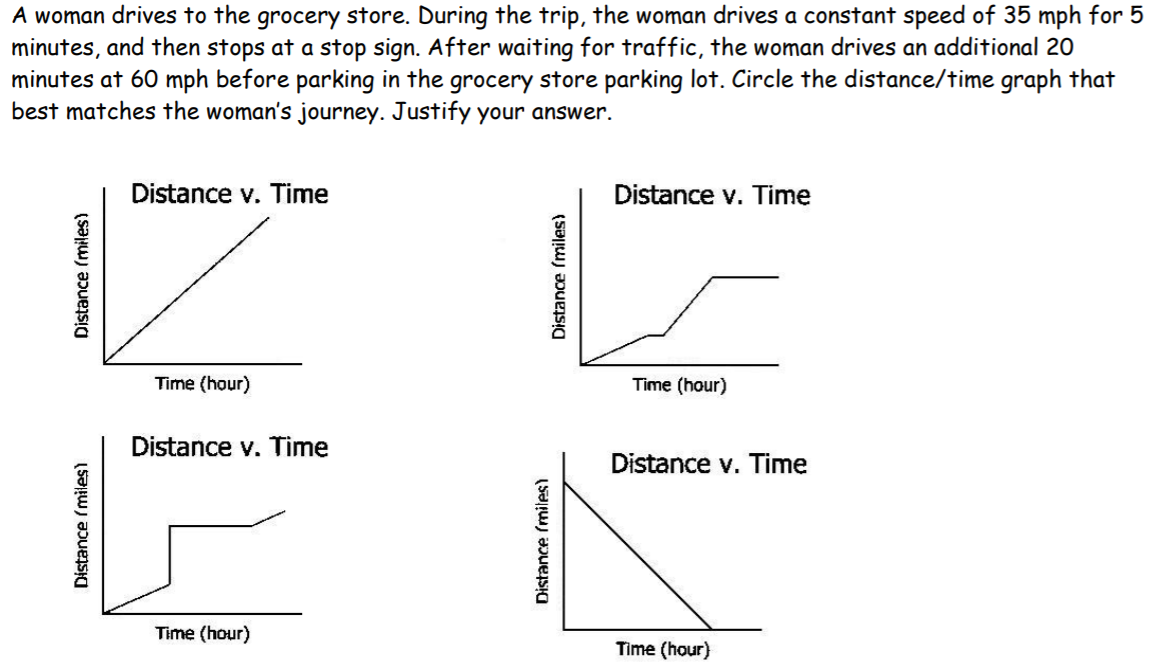 A woman drives to the grocery store. During the trip, the woman drives a constant speed of 35 mph for 5
minutes, and then stops at a stop sign. After waiting for traffic, the woman drives an additional 20
minutes at 60 mph before parking in the grocery store parking lot. Circle the distance/time graph that
best matches the woman's journey. Justify your answer.
Distance v. Time
Distance (miles)
Time (hour)
Distance v. Time
Distance (miles)
Time (hour)
Distance v. Time
Distance (miles)
Time (hour)
Distance v. Time
Distance (miles)
Time (hour)